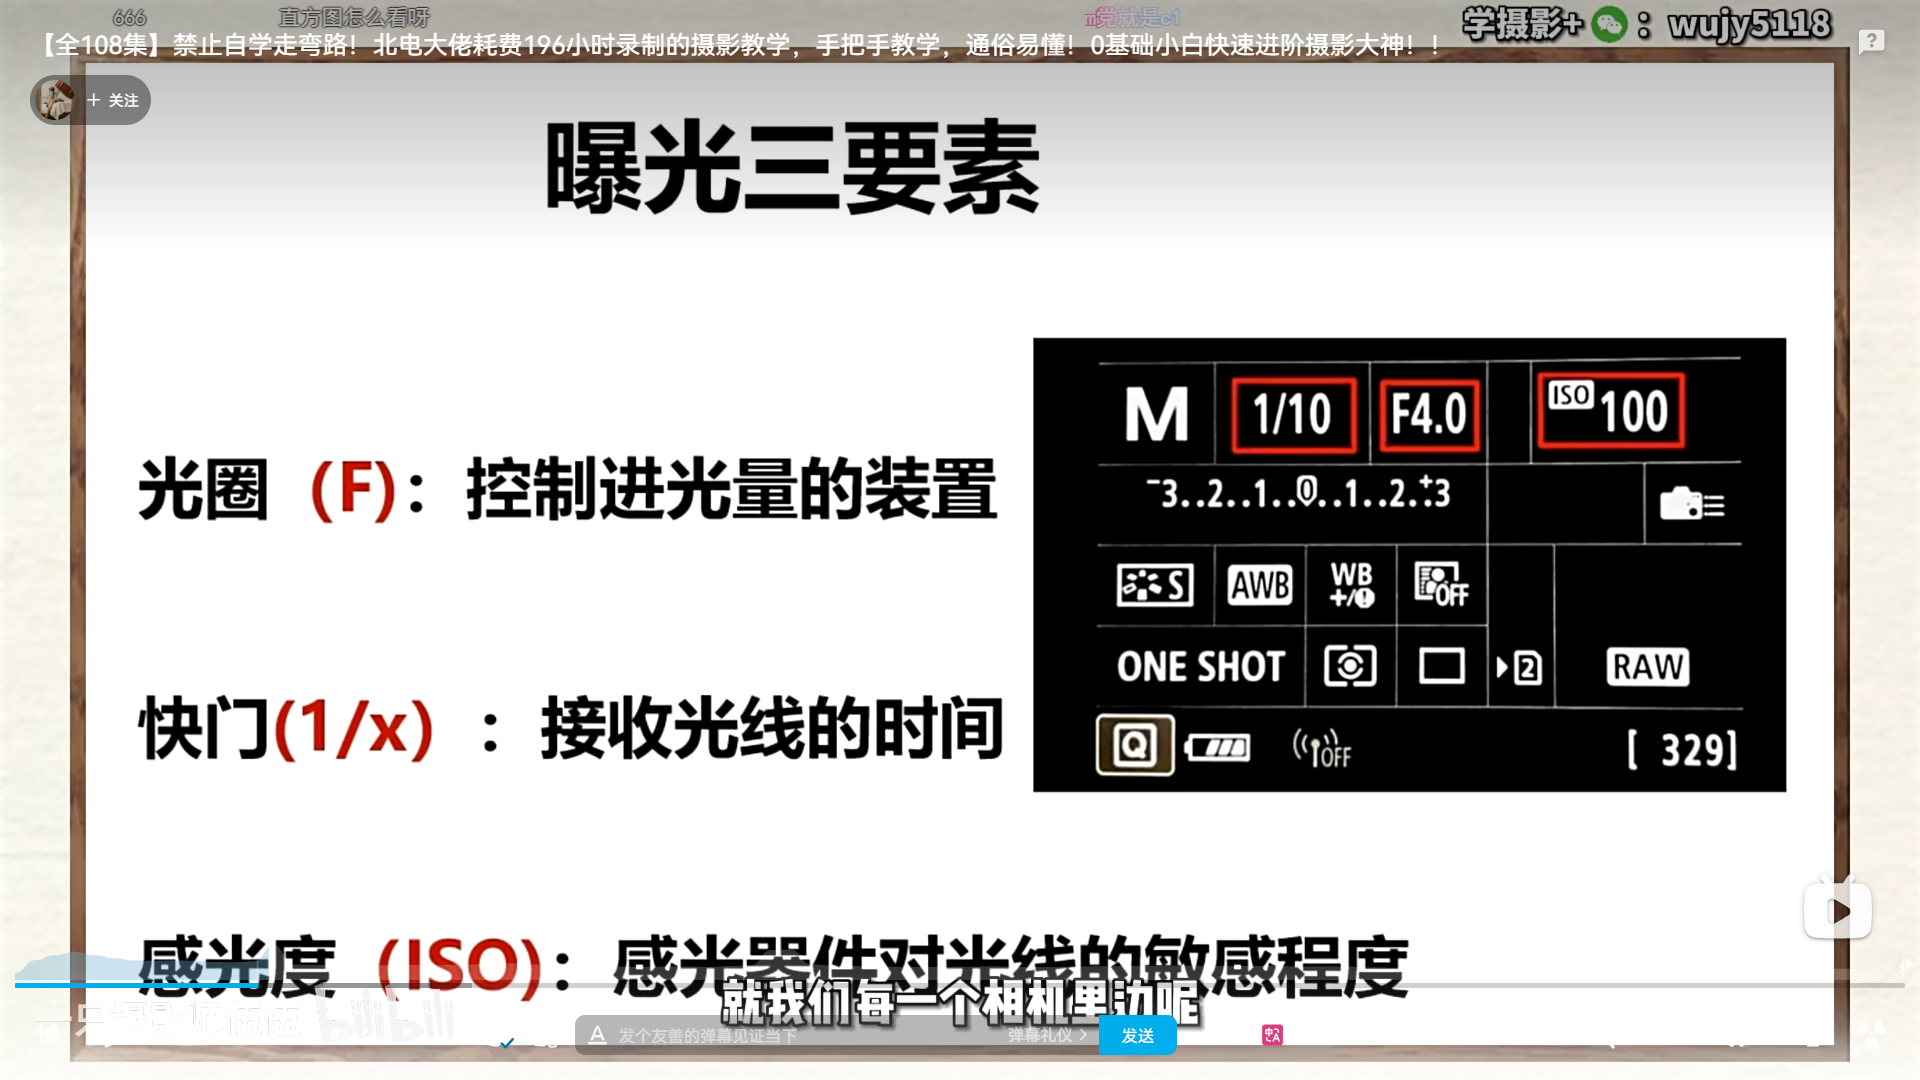 666
直方图怎么看呀
m党就是c1
学摄影+ : wujy5118
【全108集】禁止自学走弯路！北电大佬耗费196小时录制的摄影教学，手把手教学，通俗易懂！0基础小白快速进阶摄影大神！！
+ 关注
曝光三要素
M 1/10 F4.0 ISO 100
-3..2..1..0..1..2.:+3
光圈（F）：控制进光量的装置
S AWB WB +/- OFF
ONE SHOT 2 RAW
快门(1/x) ：接收光线的时间
Q OFF [ 329]
感光度（ISO）：感光器件对光线的敏感程度
就我们每一个相机里边呢
bilibili
A 发个友善的弹幕见证当下 弹幕礼仪 > 发送